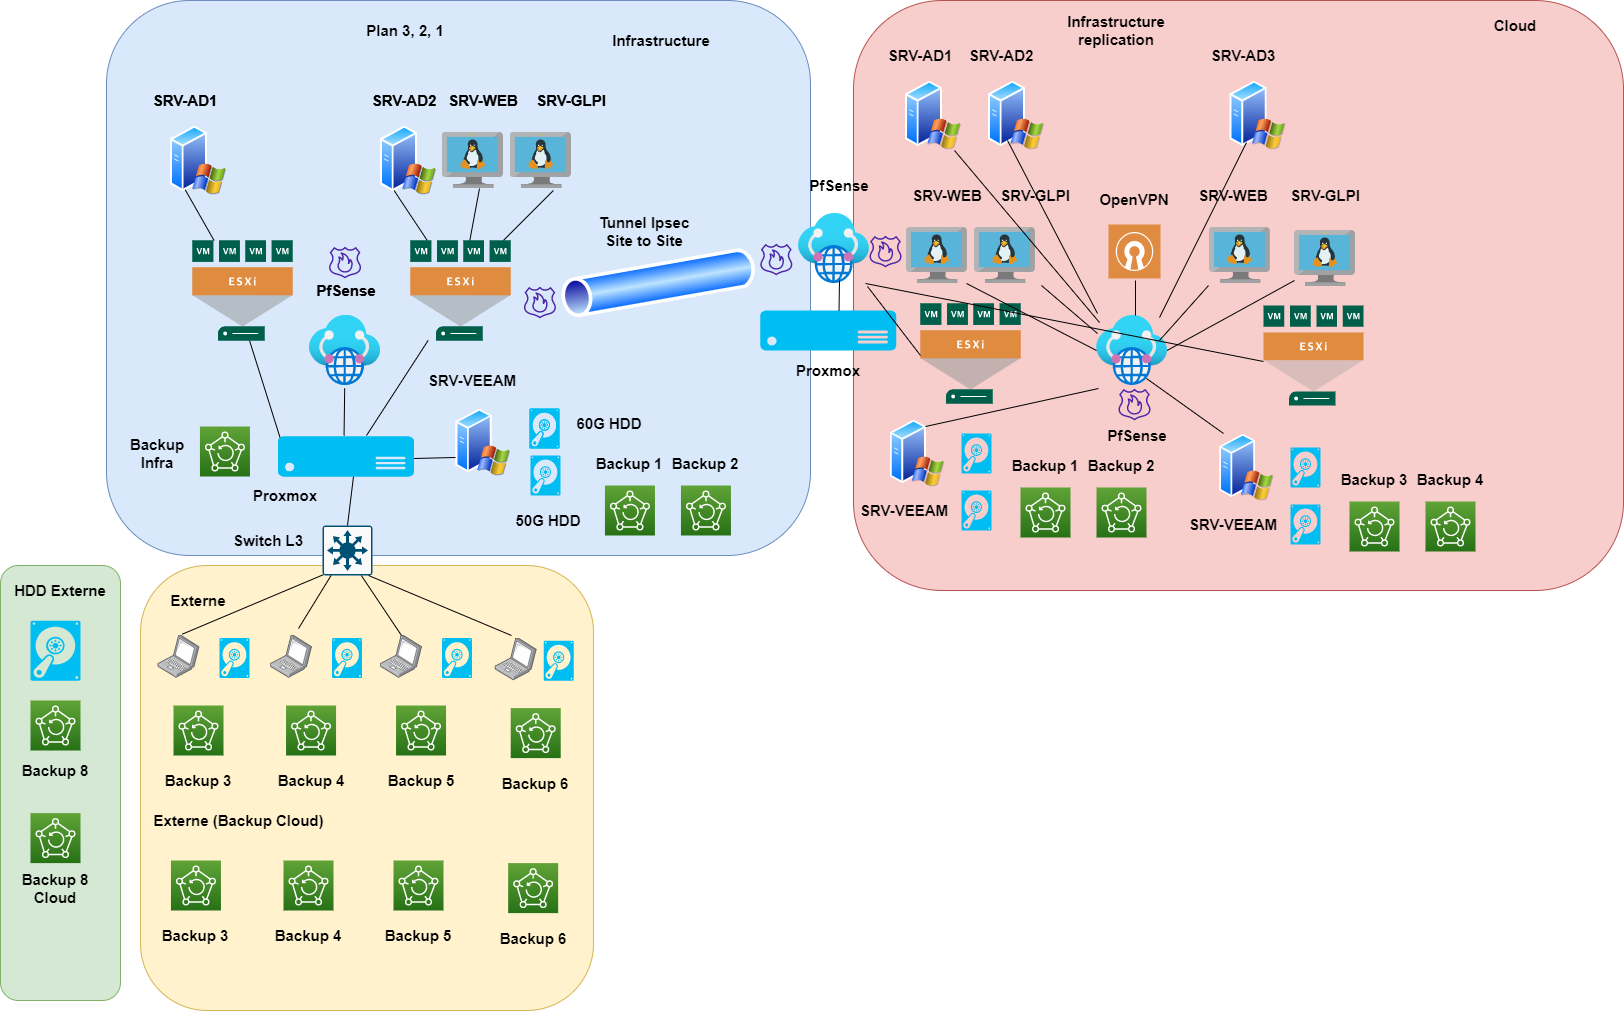 Plan 3, 2, 1
Infrastructure
SRV-AD1
SRV-AD2
SRV-WEB
SRV-GLPI
VM
VM
VM
VM
ESXi
PfSense
VM
VM
VM
VM
ESXi
Tunnel Ipsec
Site to Site
SRV-VEEAM
60G HDD
50G HDD
Backup 1
Backup 2
Backup
Infra
Proxmox
Switch L3
PfSense
Proxmox
Infrastructure
replication
Cloud
SRV-AD1
SRV-AD2
SRV-AD3
SRV-WEB
SRV-GLPI
OpenVPN
SRV-WEB
SRV-GLPI
VM
VM
VM
VM
ESXi
VM
VM
VM
VM
ESXi
PfSense
SRV-VEEAM
Backup 1
Backup 2
SRV-VEEAM
Backup 3
Backup 4
HDD Externe
Backup 8
Backup 8
Cloud
Externe
Backup 3
Backup 4
Backup 5
Backup 6
Externe (Backup Cloud)
Backup 3
Backup 4
Backup 5
Backup 6